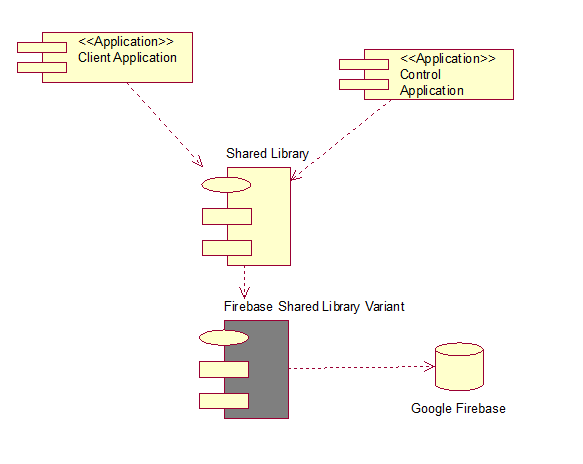 <<Application>>
Client Application
<<Application>>
Control
Application
Shared Library
Firebase Shared Library Variant
Google Firebase